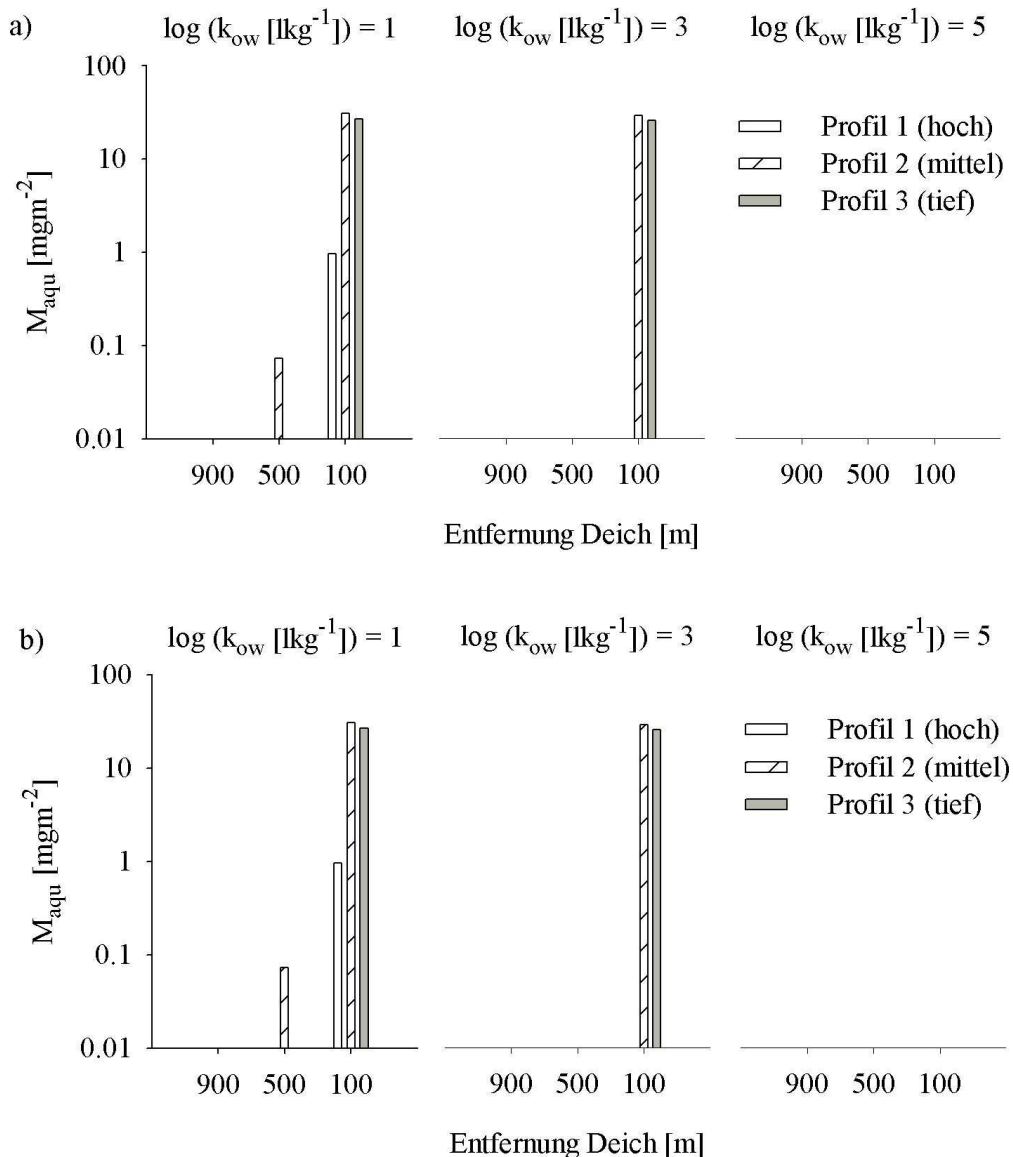 a)
log (k_ow [lkg^-1]) = 1 log (k_ow [lkg^-1]) = 3 log (k_ow [lkg^-1]) = 5
100
10
1
0.1
0.01
M_aqu [mgm^-2]
Profil 1 (hoch)
Profil 2 (mittel)
Profil 3 (tief)
900 500 100 900 500 100 900 500 100
Entfernung Deich [m]
b)
log (k_ow [lkg^-1]) = 1 log (k_ow [lkg^-1]) = 3 log (k_ow [lkg^-1]) = 5
100
10
1
0.1
0.01
M_aqu [mgm^-2]
Profil 1 (hoch)
Profil 2 (mittel)
Profil 3 (tief)
900 500 100 900 500 100 900 500 100
Entfernung Deich [m]